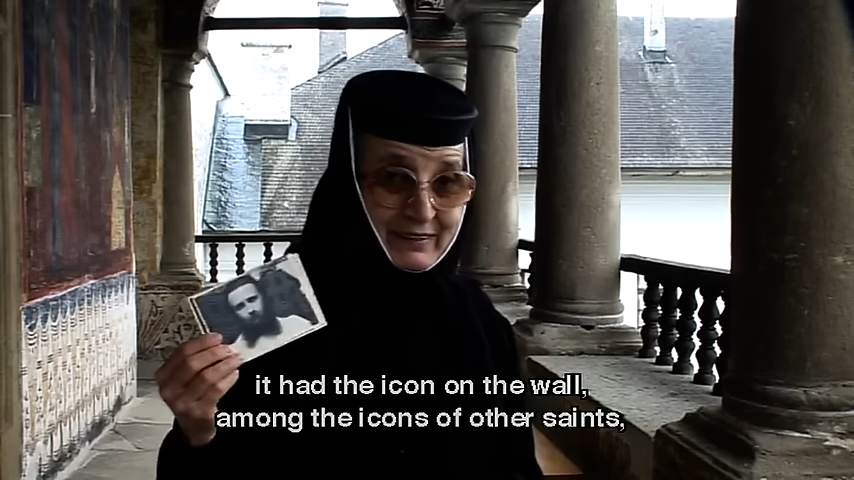 it had the icon on the wall,
among the icons of other saints,